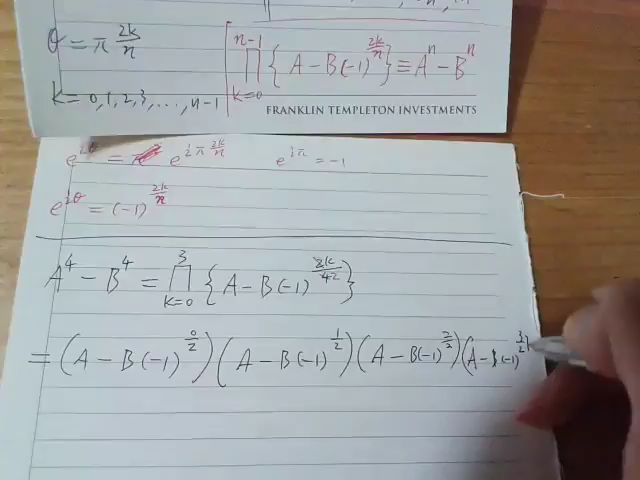 θ = π 2k/n
k = 0, 1, 2, 3, ..., n-1
∏_{k=0}^{n-1} { A - B(-1)^{2k/n} } ≡ A^n - B^n
FRANKLIN TEMPLETON INVESTMENTS
e^{iθ} = e^{iπ 2k/n} e^{iπ} = -1
e^{iθ} = (-1)^{2k/n}
A^4 - B^4 = ∏_{k=0}^{3} { A - B(-1)^{2k/42} }
= (A - B(-1)^{0/2}) (A - B(-1)^{1/2}) (A - B(-1)^{2/2}) (A - B(-1)^{3/2}